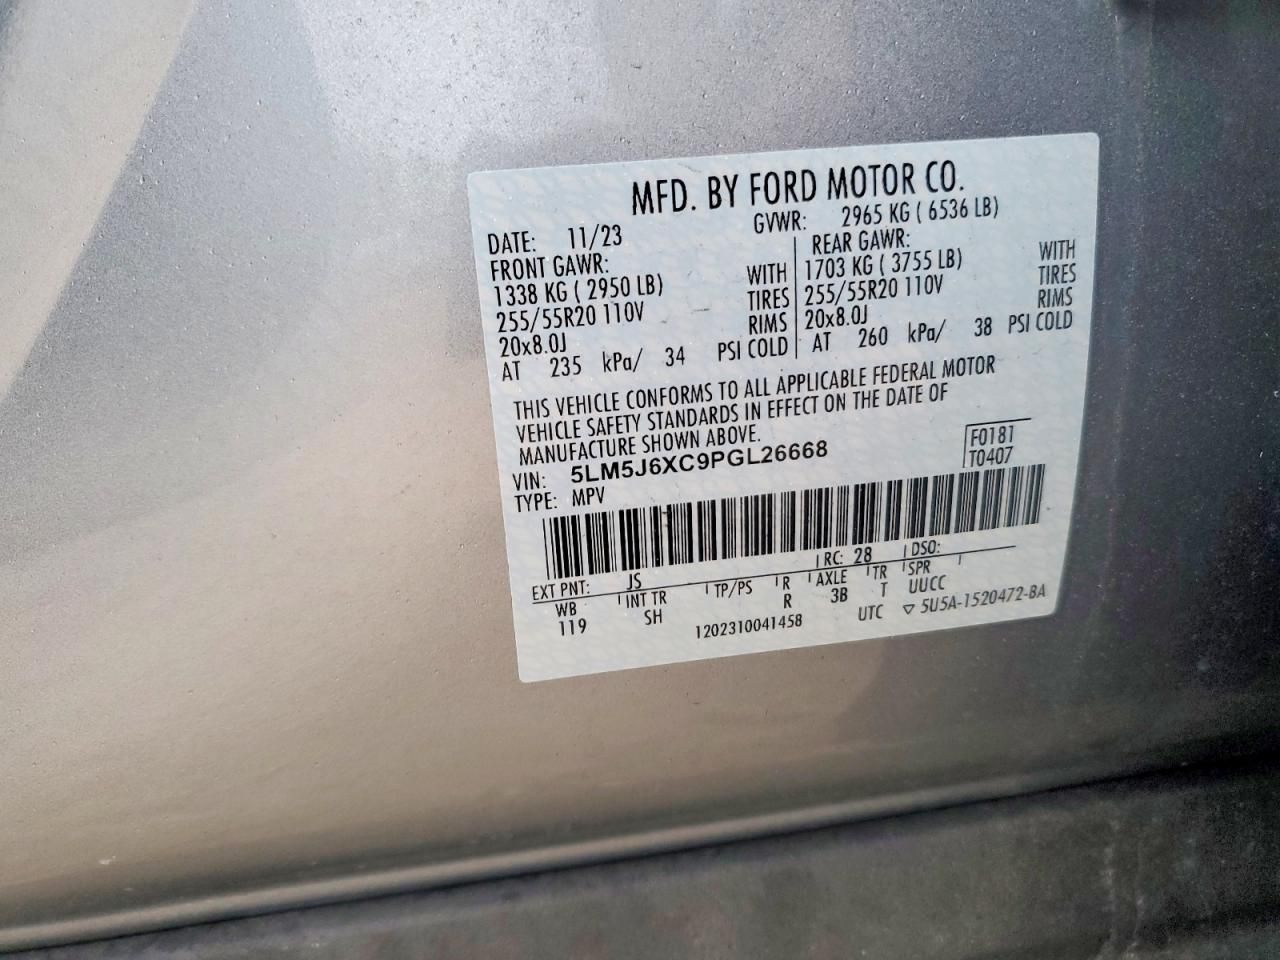 MFD. BY FORD MOTOR CO.
DATE: 11/23 GVWR: 2965 KG ( 6536 LB)
FRONT GAWR: REAR GAWR:
1338 KG ( 2950 LB) WITH 1703 KG ( 3755 LB) WITH
255/55R20 110V TIRES 255/55R20 110V TIRES
20x8.0J RIMS 20x8.0J RIMS
AT 235 kPa/ 34 PSI COLD AT 260 kPa/ 38 PSI COLD
THIS VEHICLE CONFORMS TO ALL APPLICABLE FEDERAL MOTOR
VEHICLE SAFETY STANDARDS IN EFFECT ON THE DATE OF
MANUFACTURE SHOWN ABOVE.
VIN: 5LM5J6XC9PGL26668 F0181
TYPE: MPV T0407
EXT PNT: JS RC: 28 DSO:
WB INT TR TP/PS R AXLE TR SPR
119 SH R 3B T UUCC
1202310041458 UTC ▽ 5U5A-1520472-BA